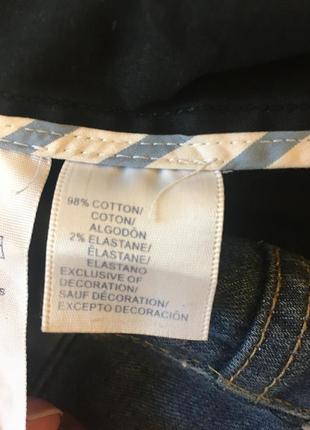 98% COTTON/
COTON/
ALGODÓN
2% ELASTANE/
ÉLASTANE/
ELASTANO
EXCLUSIVE OF
DECORATION/
SAUF DÉCORATION/
EXCEPTO DECORACIÓN